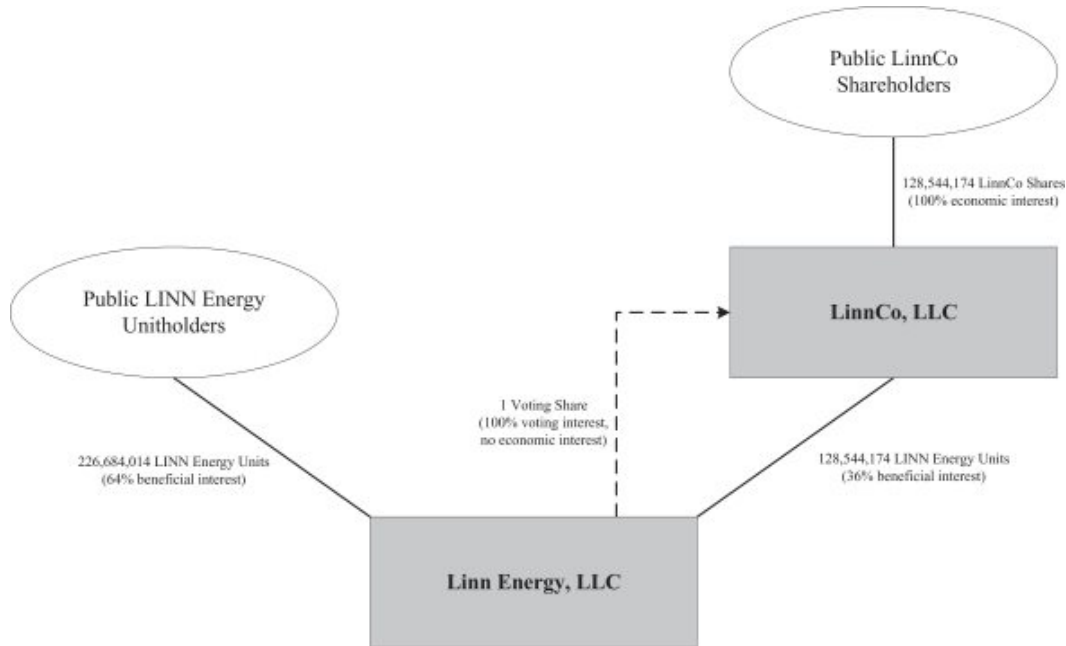 Public LinnCo
Shareholders
128,544,174 LinnCo Shares
(100% economic interest)
Public LINN Energy
Unitholders
LinnCo, LLC
1 Voting Share
(100% voting interest,
no economic interest)
226,684,014 LINN Energy Units
(64% beneficial interest)
128,544,174 LINN Energy Units
(36% beneficial interest)
Linn Energy, LLC